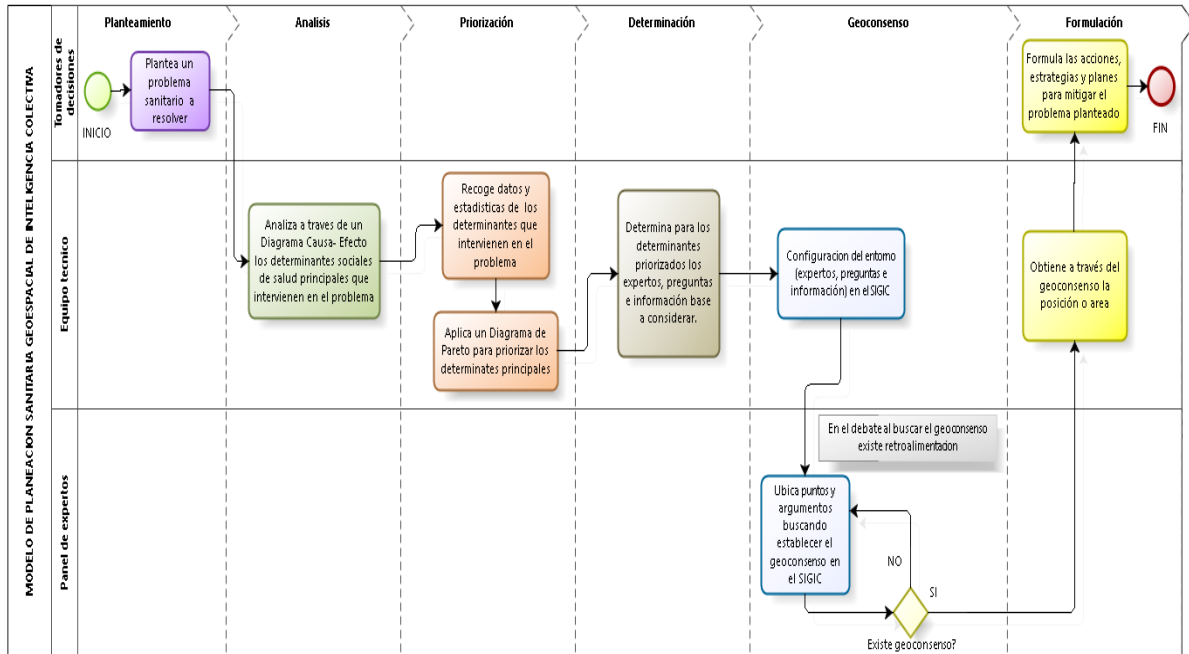 MODELO DE PLANEACION SANITARIA GEOESPACIAL DE INTELIGENCIA COLECTIVA
Planteamiento
Analisis
Priorización
Determinación
Geoconsenso
Formulación
Tomadores de
decisiones
INICIO
Plantea un
problema
sanitario a
resolver
Formula las acciones,
estrategias y planes
para mitigar el
problema planteado
FIN
Equipo tecnico
Analiza a traves de un
Diagrama Causa- Efecto
los determinantes sociales
de salud principales que
intervienen en el problema
Recoge datos y
estadisticas de los
determinantes que
intervienen en el
problema
Aplica un Diagrama de
Pareto para priorizar los
determinates principales
Determina para los
determinantes
priorizados los
expertos, preguntas
e información base
a considerar.
Configuracion del entorno
(expertos, preguntas e
información) en el SIGIC
Obtiene a través del
geoconsenso la
posición o area
Panel de expertos
En el debate al buscar el geoconsenso
existe retroalimentacion
Ubica puntos y
argumentos
buscando
establecer el
geoconsenso en
el SIGIC
NO
SI
Existe geoconsenso?